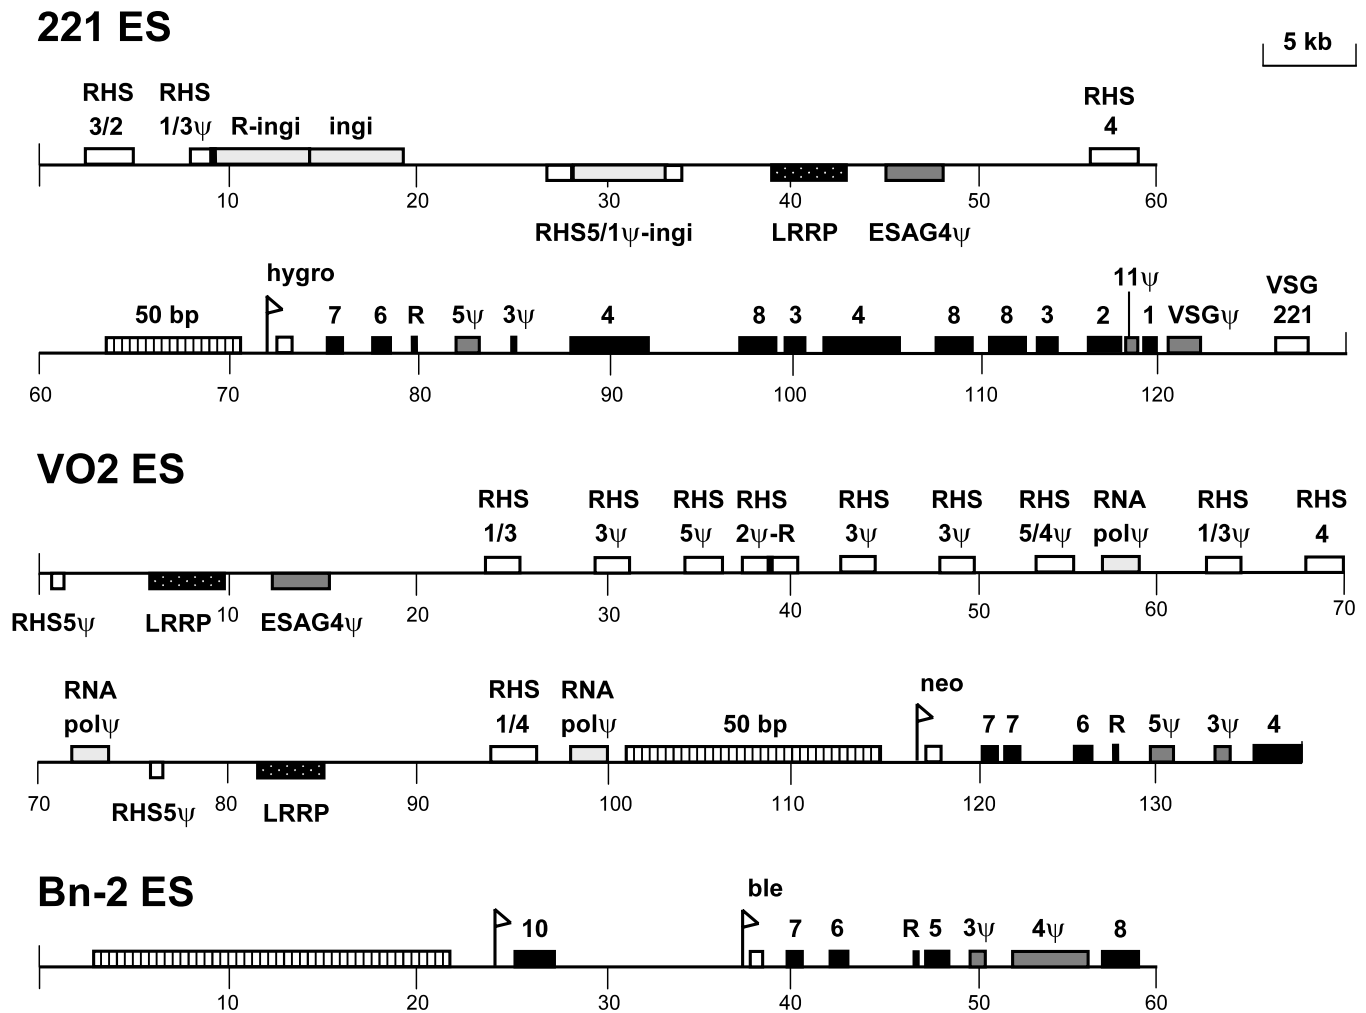 221 ES
5 kb
RHS RHS RHS
3/2 1/3ψ R-ingi ingi 4
10 20 30 40 50 60
RHS5/1ψ-ingi LRRP ESAG4ψ
hygro 11ψ VSG
50 bp 7 6 R 5ψ 3ψ 4 8 3 4 8 8 3 2 1 VSGψ 221
60 70 80 90 100 110 120
VO2 ES
RHS RHS RHS RHS RHS RHS RHS RNA RHS RHS
1/3 3ψ 5ψ 2ψ-R 3ψ 3ψ 5/4ψ polψ 1/3ψ 4
10 20 30 40 50 60 70
RHS5ψ LRRP ESAG4ψ
RNA RHS RNA neo
polψ 1/4 polψ 50 bp 7 7 6 R 5ψ 3ψ 4
70 80 90 100 110 120 130
RHS5ψ LRRP
Bn-2 ES
ble
10 7 6 R 5 3ψ 4ψ 8
10 20 30 40 50 60